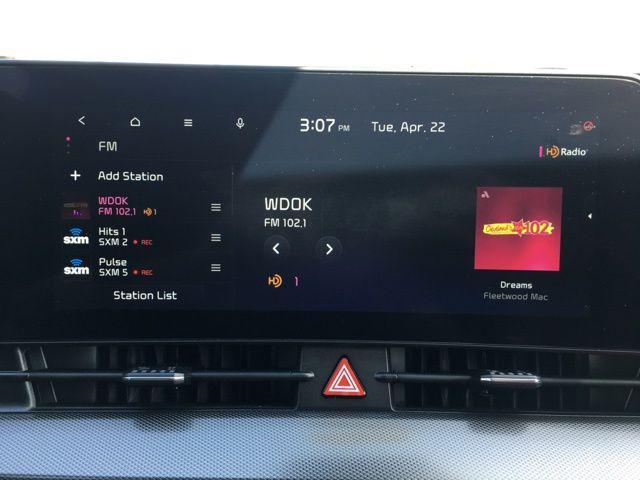 3:07 PM Tue, Apr. 22
FM
HD Radio
+ Add Station
WDOK
FM 102.1 HD 1
Hits 1
sxm SXM 2 REC
Pulse
sxm SXM 5 REC
Station List
WDOK
FM 102.1
< >
HD 1
102
Dreams
Fleetwood Mac